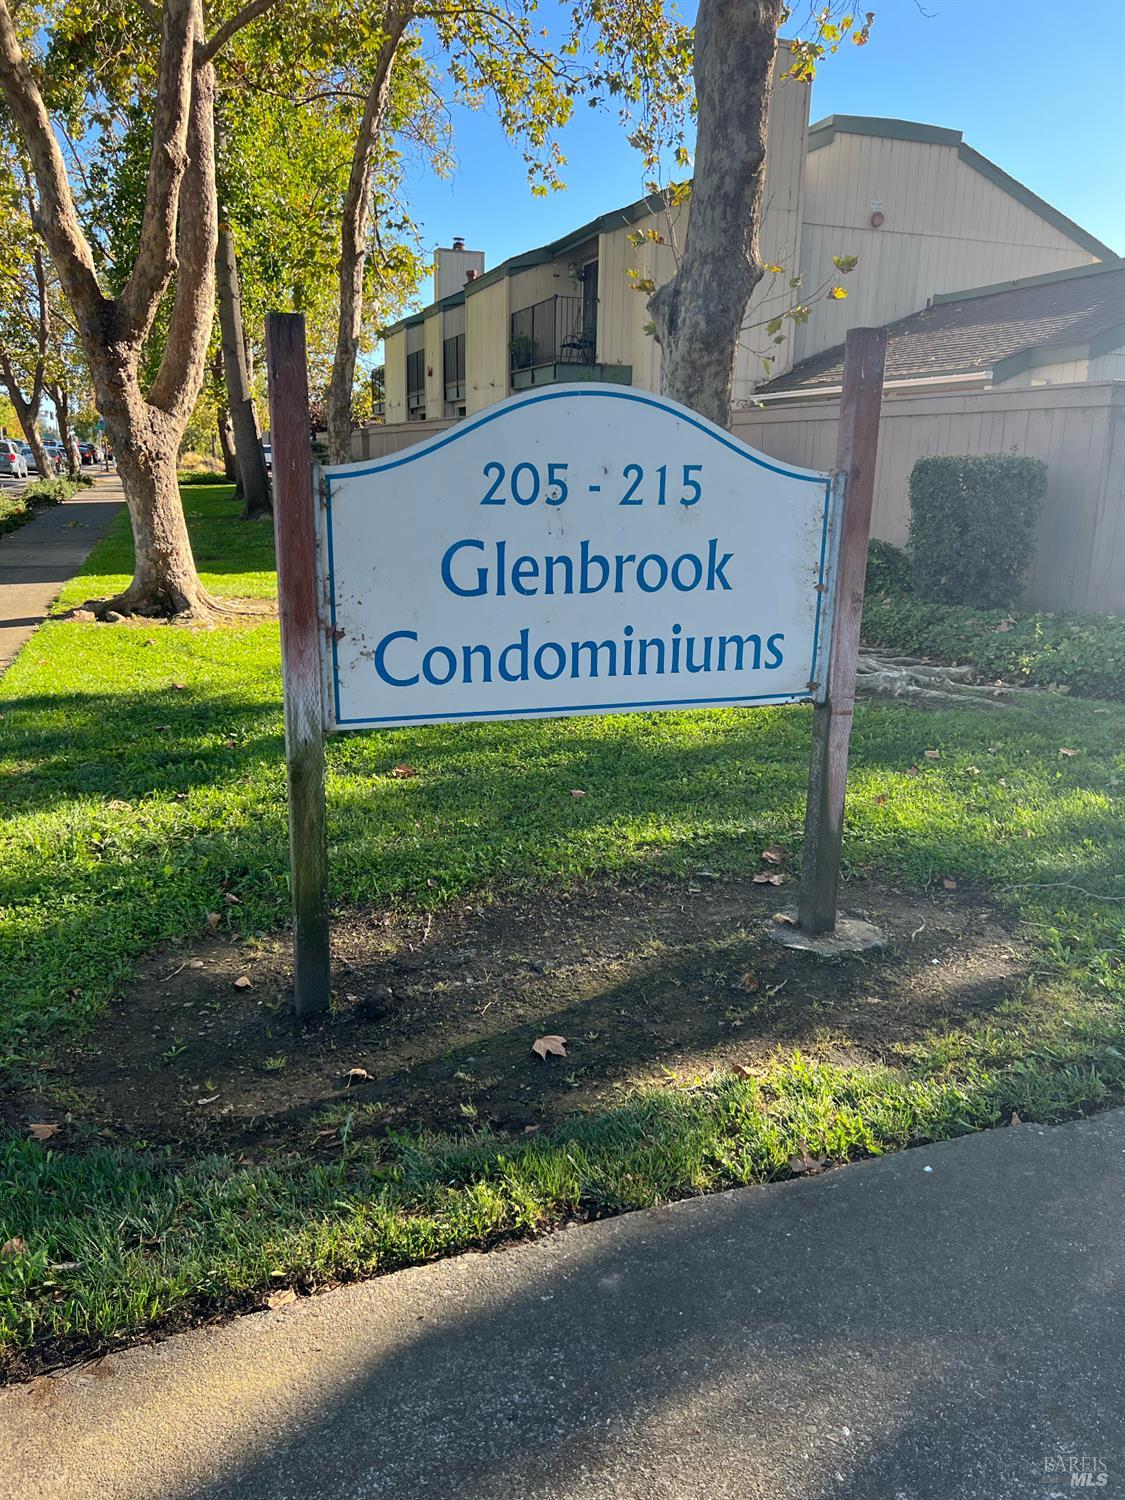 205 - 215
Glenbrook
Condominiums
BAREIS
MLS